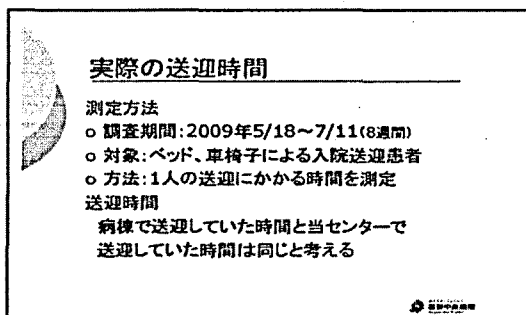 実際の送迎時間
測定方法
o 調査期間:2009年5/18～7/11(8週間)
o 対象:ベッド、車椅子による入院送迎患者
o 方法:1人の送迎にかかる時間を測定
送迎時間
病棟で送迎していた時間と当センターで
送迎していた時間は同じと考える